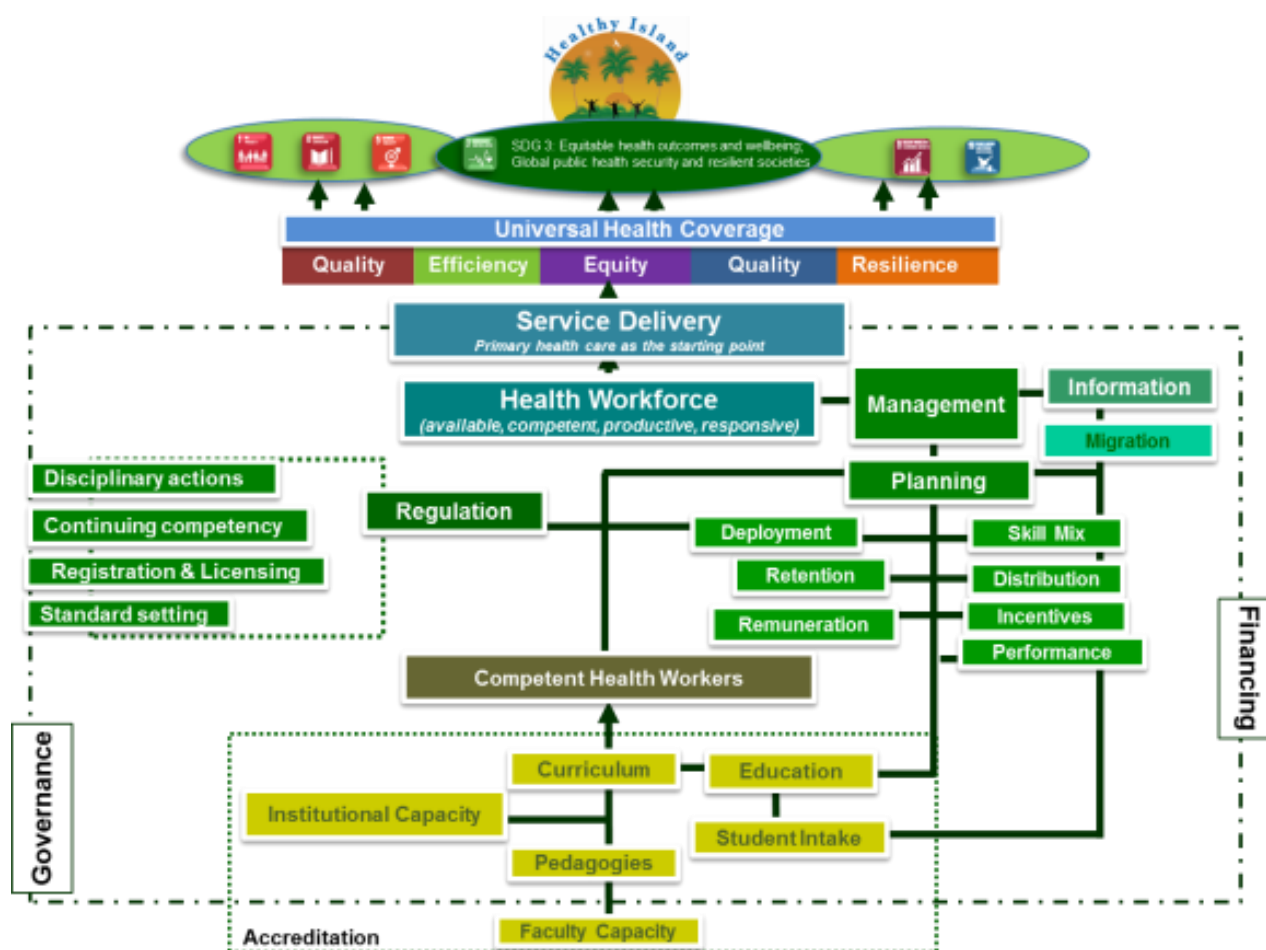 Healthy Island
SDG 3: Equitable health outcomes and wellbeing;
Global public health security and resilient societies
Universal Health Coverage
Quality
Efficiency
Equity
Quality
Resilience
Service Delivery
Primary health care as the starting point
Health Workforce
(available, competent, productive, responsive)
Management
Information
Migration
Planning
Disciplinary actions
Continuing competency
Registration & Licensing
Standard setting
Regulation
Deployment
Skill Mix
Retention
Distribution
Remuneration
Incentives
Performance
Competent Health Workers
Financing
Governance
Curriculum
Education
Institutional Capacity
Student Intake
Pedagogies
Faculty Capacity
Accreditation